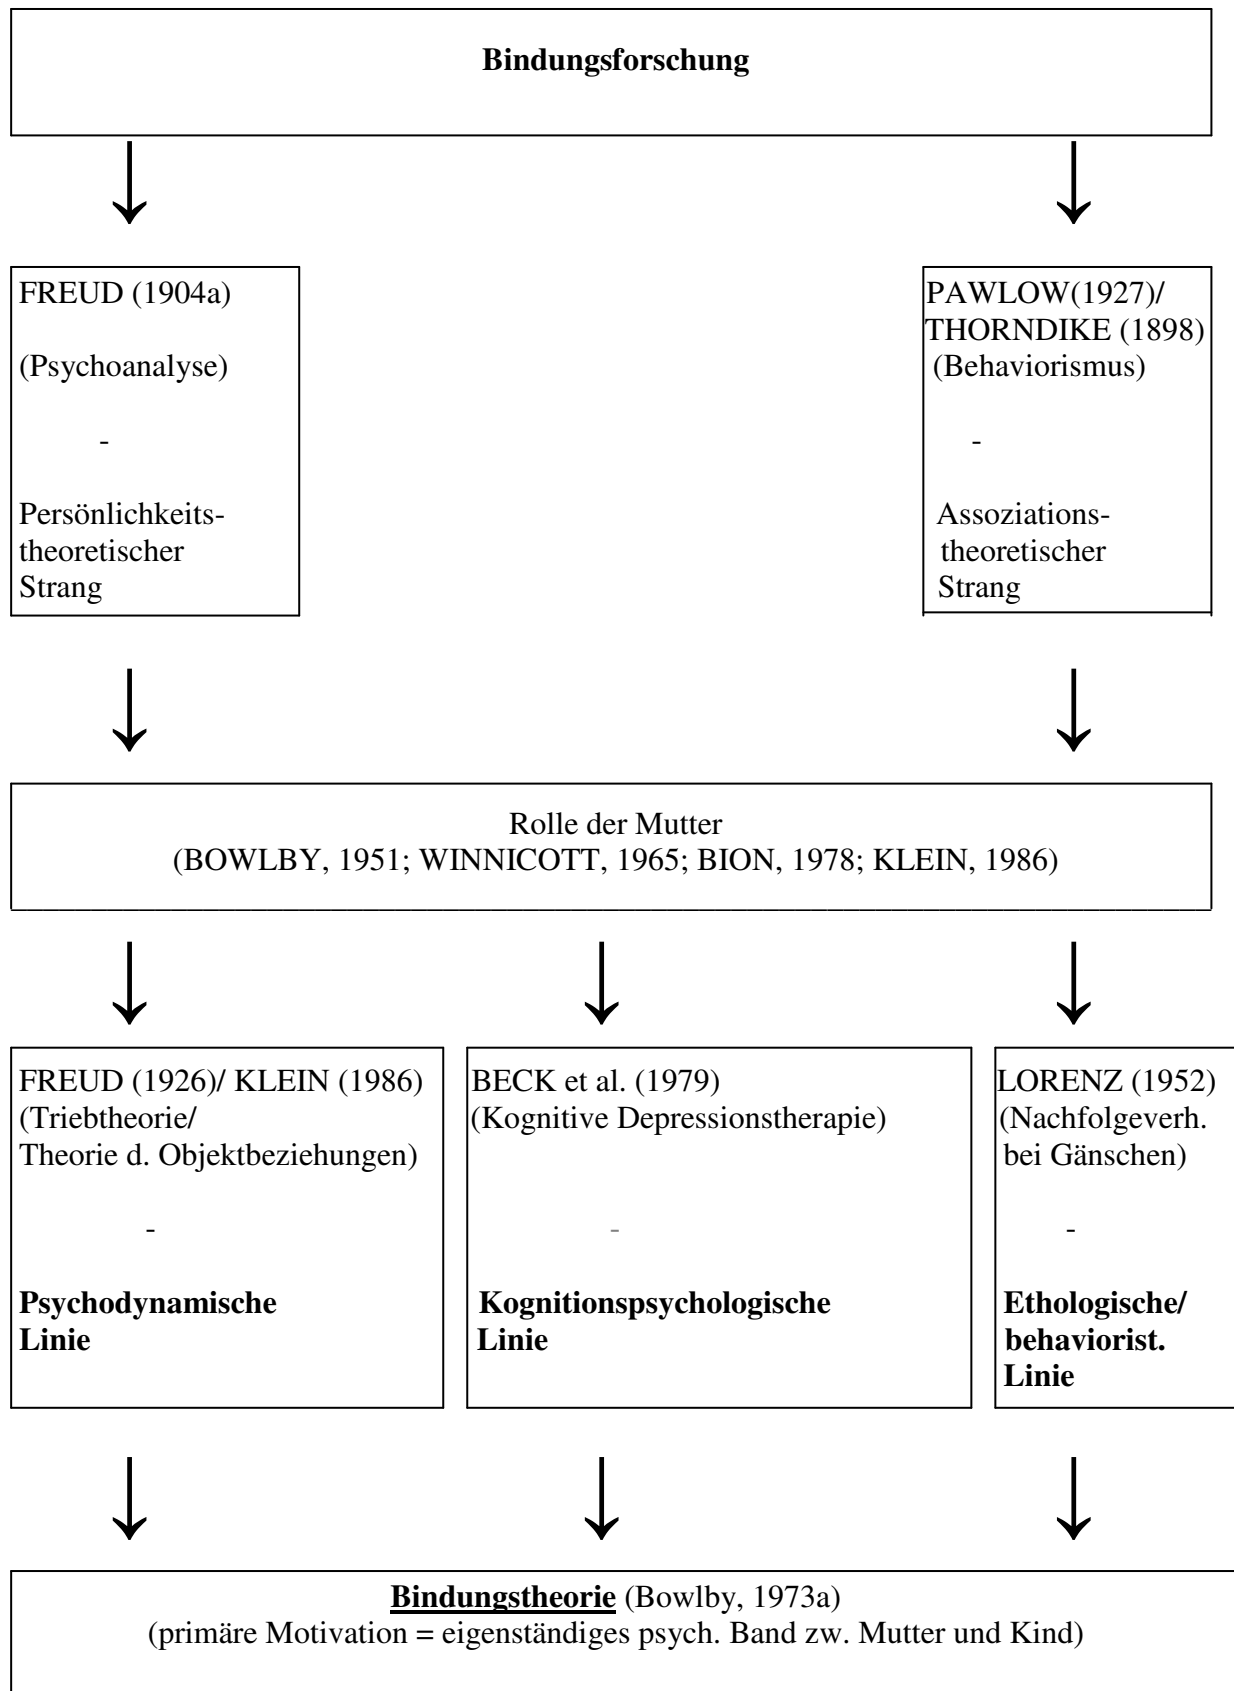 Bindungsforschung
FREUD (1904a)
(Psychoanalyse)
-
Persönlichkeits-
theoretischer
Strang
PAWLOW(1927)/
THORNDIKE (1898)
(Behaviorismus)
-
Assoziations-
theoretischer
Strang
Rolle der Mutter
(BOWLBY, 1951; WINNICOTT, 1965; BION, 1978; KLEIN, 1986)
FREUD (1926)/ KLEIN (1986)
(Triebtheorie/
Theorie d. Objektbeziehungen)
-
Psychodynamische
Linie
BECK et al. (1979)
(Kognitive Depressionstherapie)
-
Kognitionspsychologische
Linie
LORENZ (1952)
(Nachfolgeverh.
bei Gänschen)
-
Ethologische/
behaviorist.
Linie
Bindungstheorie (Bowlby, 1973a)
(primäre Motivation = eigenständiges psych. Band zw. Mutter und Kind)